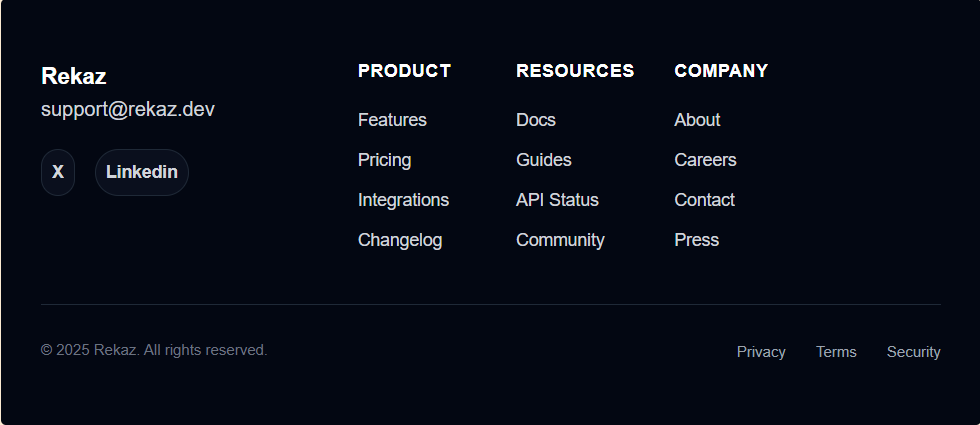 Rekaz
support@rekaz.dev
X
Linkedin
PRODUCT
Features
Pricing
Integrations
Changelog
RESOURCES
Docs
Guides
API Status
Community
COMPANY
About
Careers
Contact
Press
© 2025 Rekaz. All rights reserved.
Privacy
Terms
Security